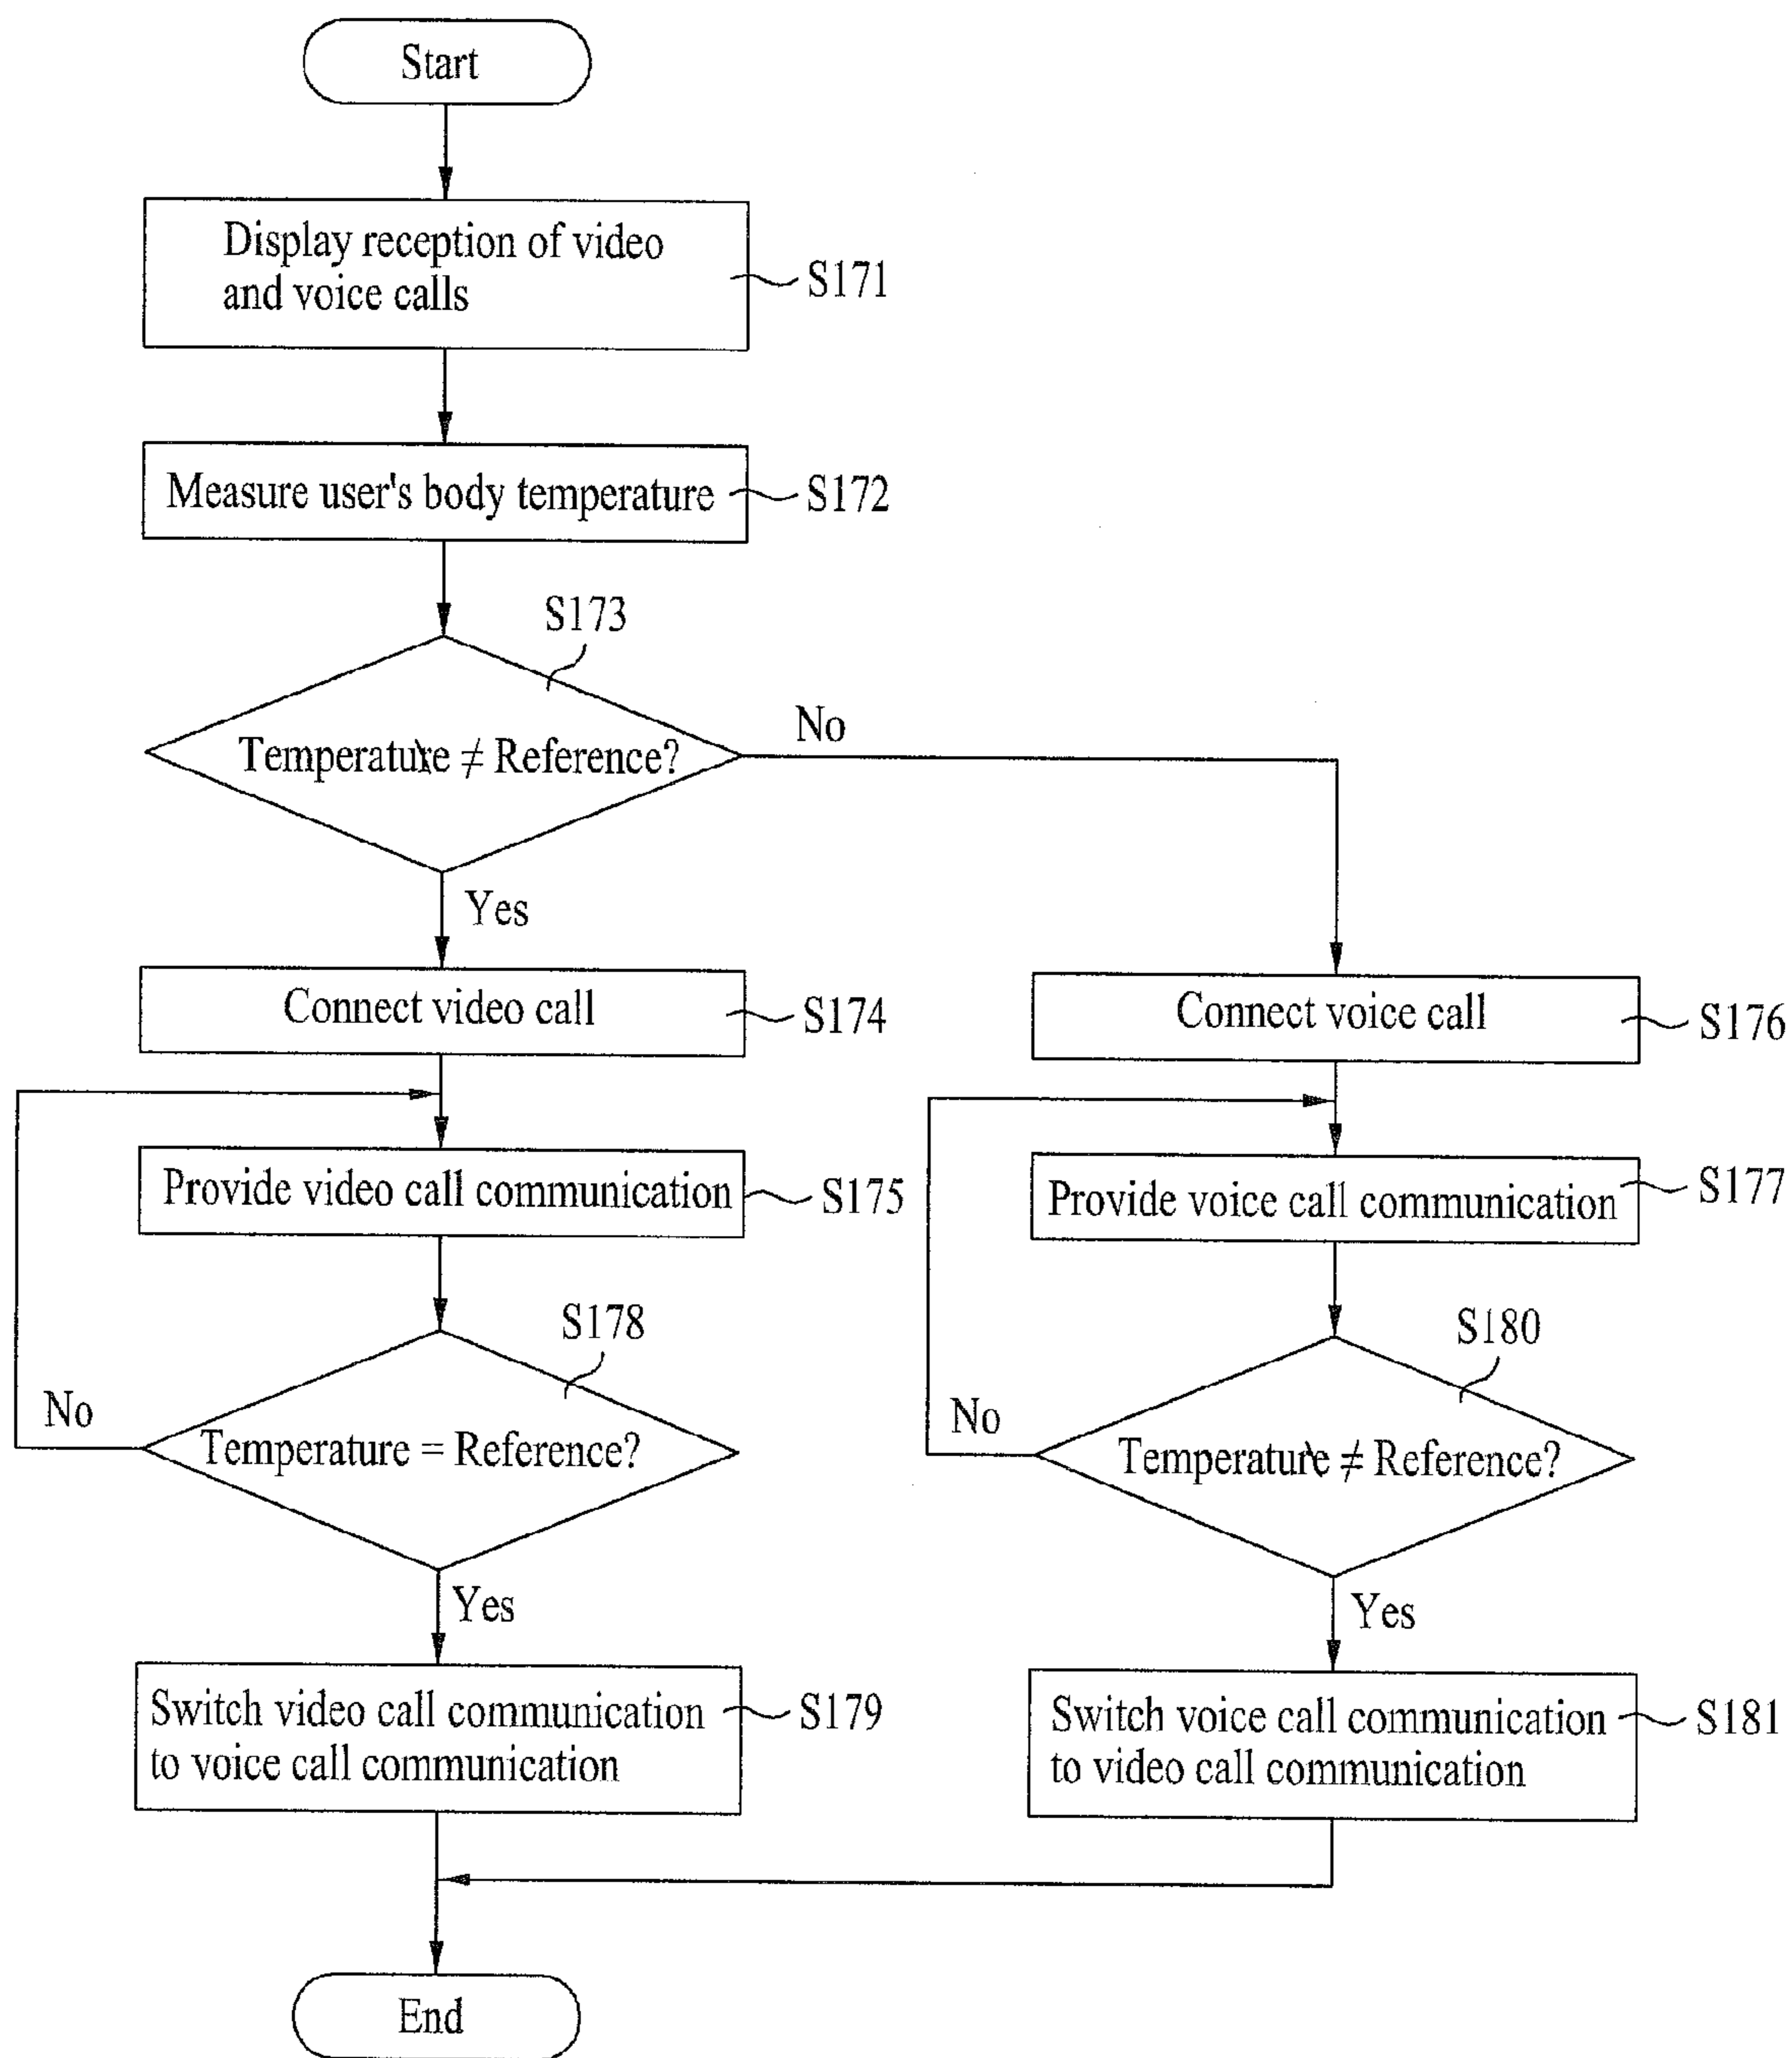 Start
Display reception of video
and voice calls
S171
Measure user's body temperature
S172
S173
Temperature ≠ Reference?
No
Yes
Connect video call
S174
Connect voice call
S176
Provide video call communication
S175
Provide voice call communication
S177
S178
Temperature = Reference?
No
Yes
S180
Temperature ≠ Reference?
No
Yes
Switch video call communication
to voice call communication
S179
Switch voice call communication
to video call communication
S181
End